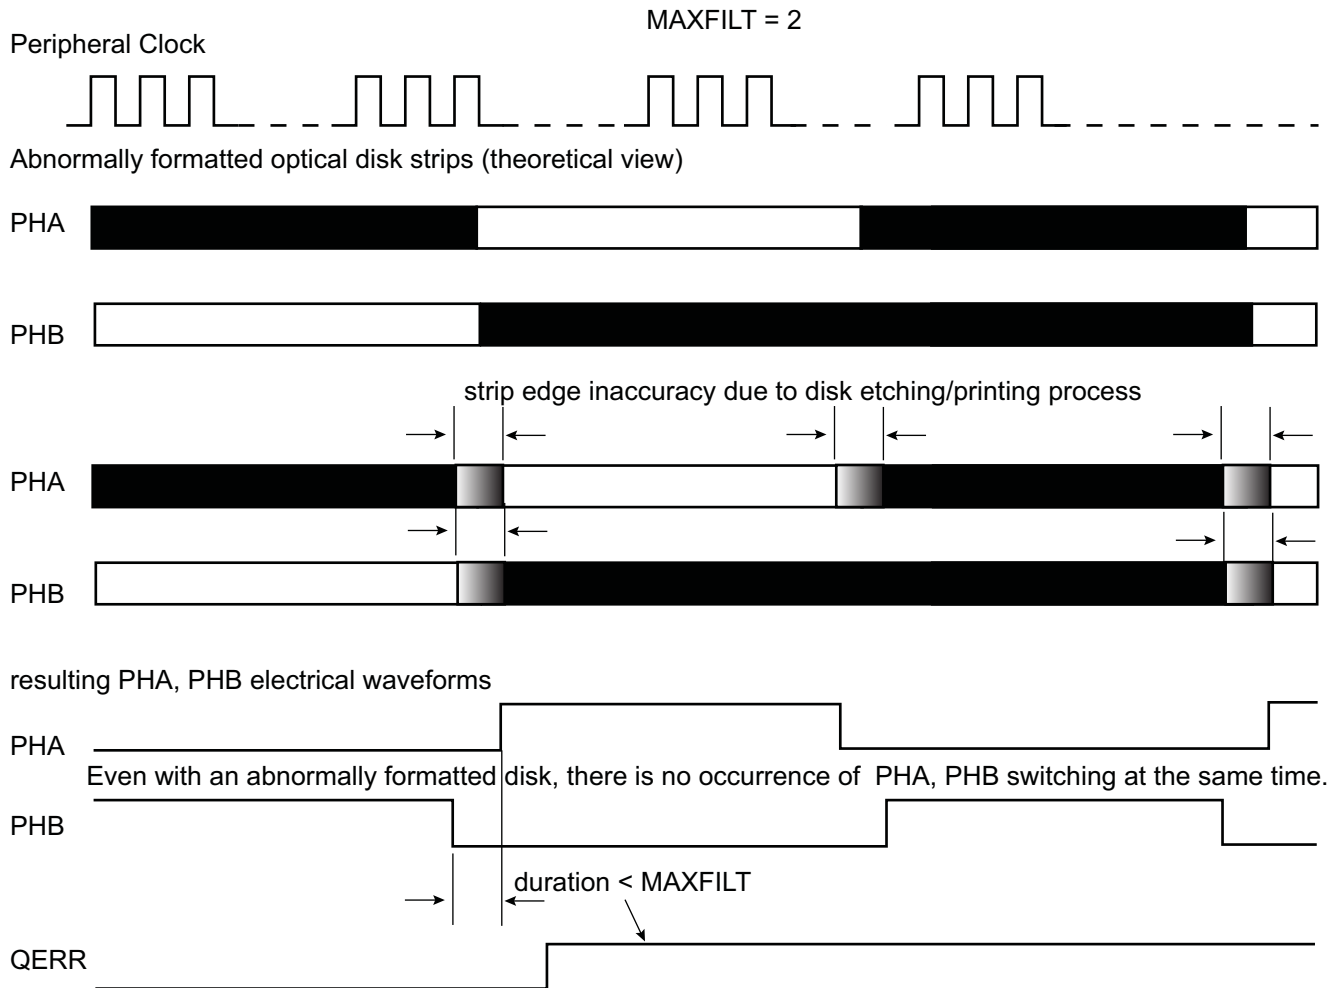 MAXFILT = 2
Peripheral Clock
Abnormally formatted optical disk strips (theoretical view)
PHA
PHB
strip edge inaccuracy due to disk etching/printing process
PHA
PHB
resulting PHA, PHB electrical waveforms
PHA
Even with an abnormally formatted disk, there is no occurrence of PHA, PHB switching at the same time.
PHB
duration < MAXFILT
QERR